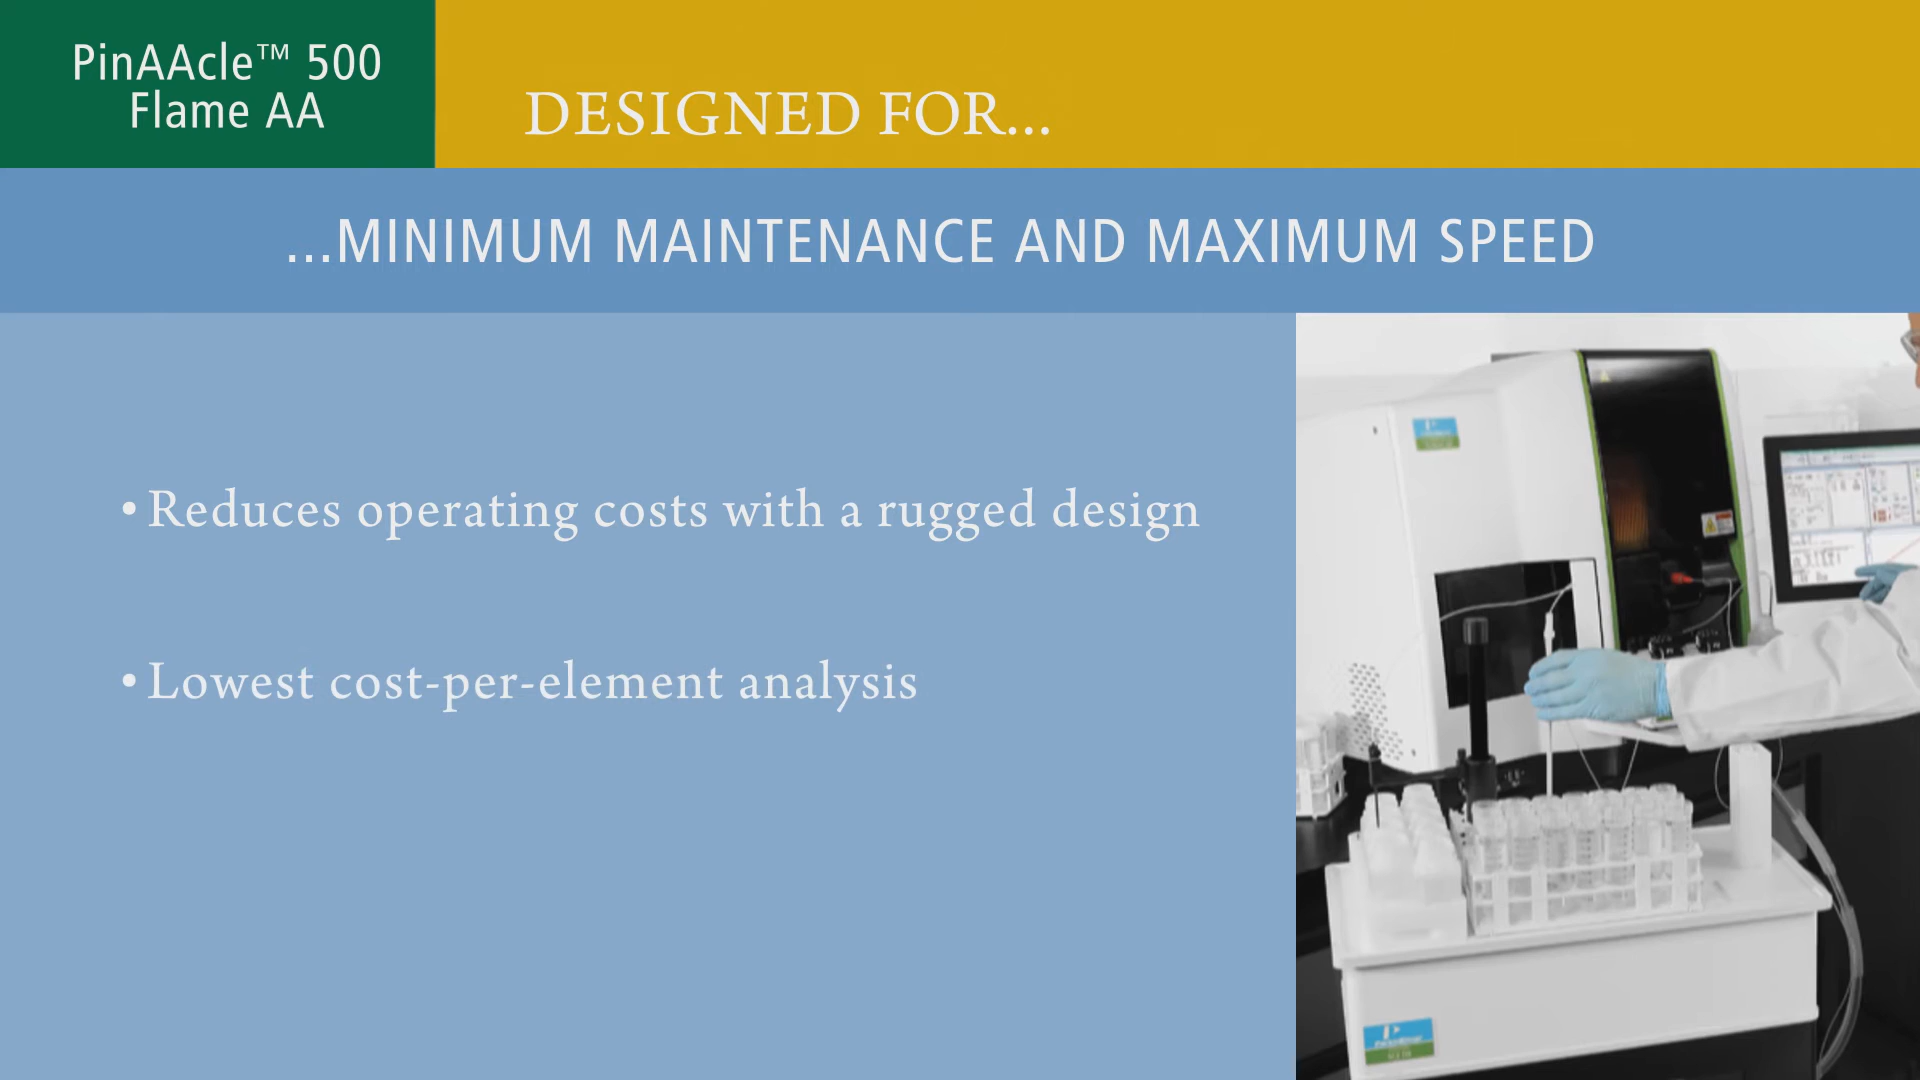 PinAAcle™ 500
Flame AA
DESIGNED FOR...
...MINIMUM MAINTENANCE AND MAXIMUM SPEED
• Reduces operating costs with a rugged design
• Lowest cost-per-element analysis